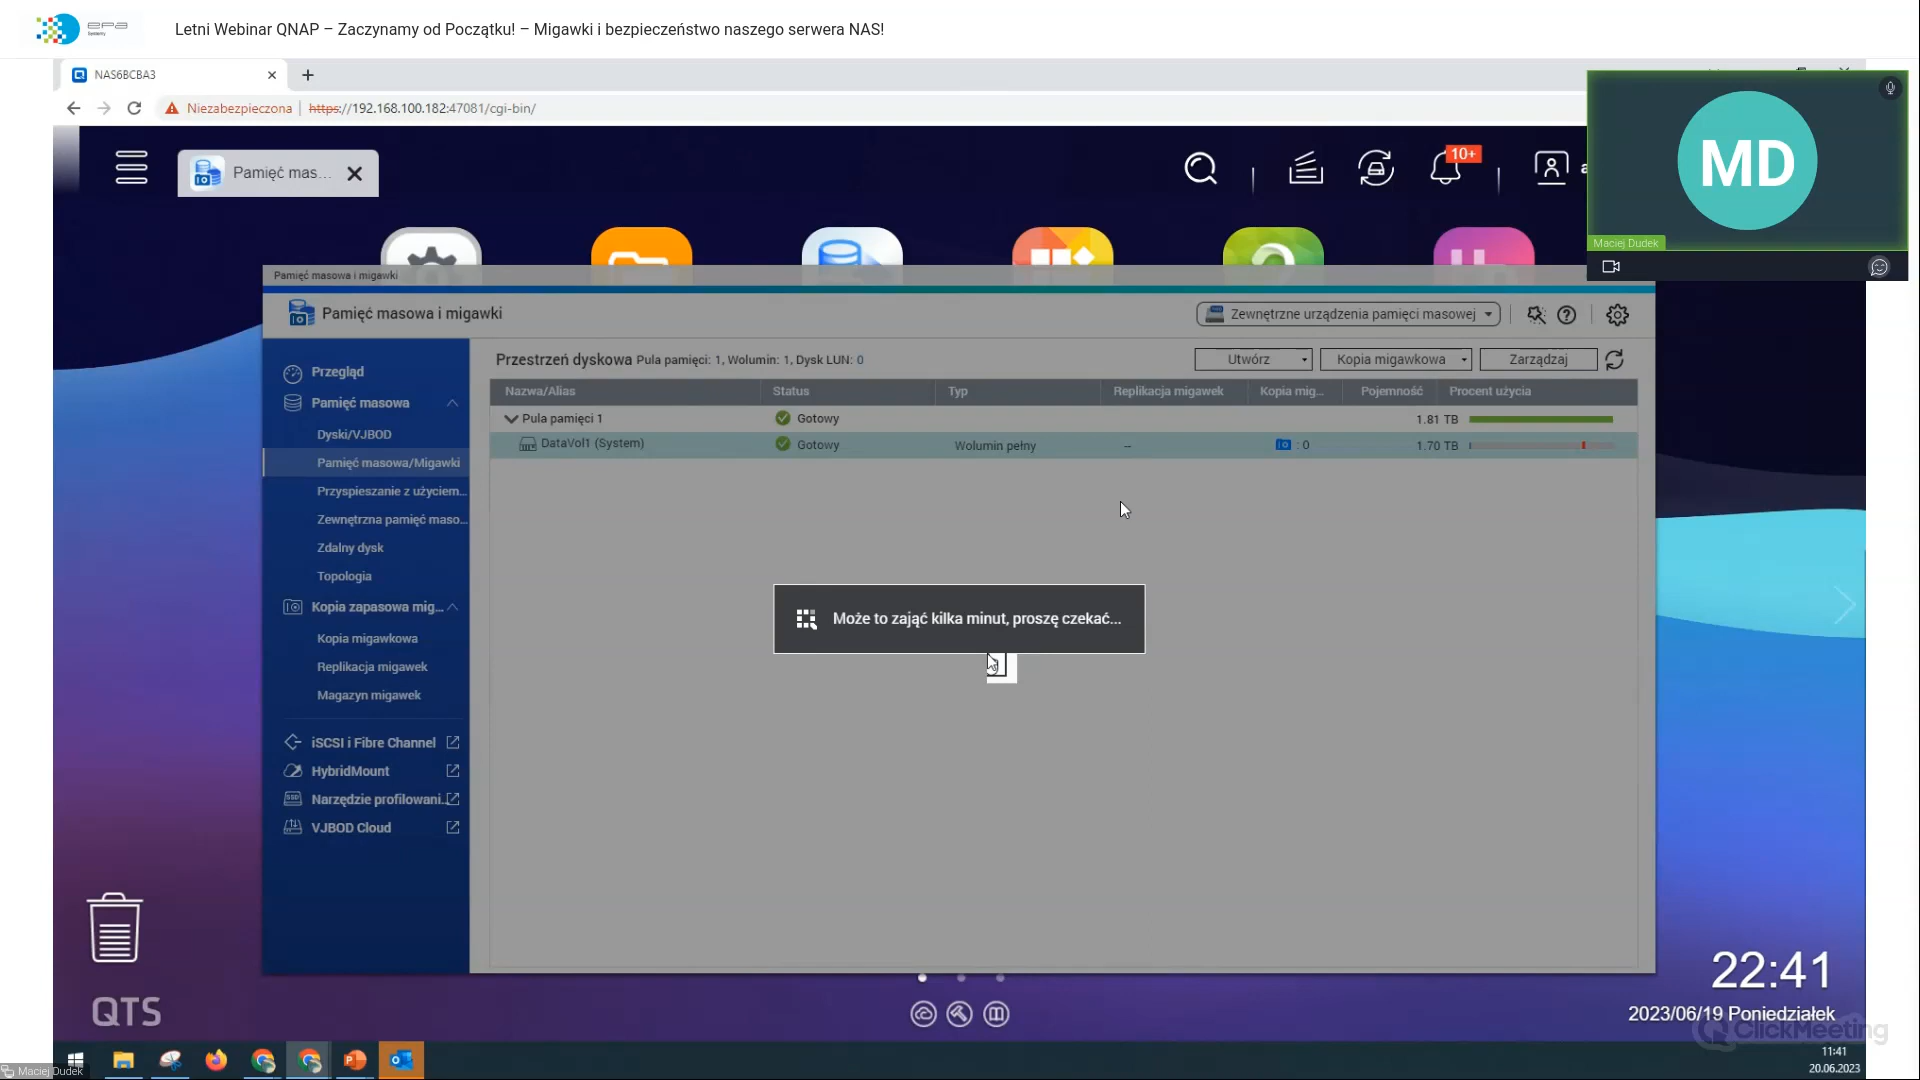 era
Systemy
Letni Webinar QNAP – Zaczynamy od Początku! – Migawki i bezpieczeństwo naszego serwera NAS!
NAS6BCBA3
Niezabezpieczona
https://192.168.100.182:47081/cgi-bin/
Pamięć mas...
10+
MD
Maciej Dudek
Pamięć masowa i migawki
Pamięć masowa i migawki
Zewnętrzne urządzenia pamięci masowej
Przegląd
Pamięć masowa
Dyski/VJBOD
Pamięć masowa/Migawki
Przyspieszanie z użyciem...
Zewnętrzna pamięć maso...
Zdalny dysk
Topologia
Kopia zapasowa mig...
Kopia migawkowa
Replikacja migawek
Magazyn migawek
iSCSI i Fibre Channel
HybridMount
Narzędzie profilowani...
VJBOD Cloud
Przestrzeń dyskowa Pula pamięci: 1, Wolumin: 1, Dysk LUN: 0
Utwórz
Kopia migawkowa
Zarządzaj
Nazwa/Alias Status Typ Replikacja migawek Kopia mig... Pojemność Procent użycia
Pula pamięci 1 Gotowy 1.81 TB
DataVol1 (System) Gotowy Wolumin pełny -- : 0 1.70 TB
Może to zająć kilka minut, proszę czekać...
QTS
22:41
2023/06/19 Poniedziałek
ClickMeeting
Maciej Dudek
11:41
20.06.2023